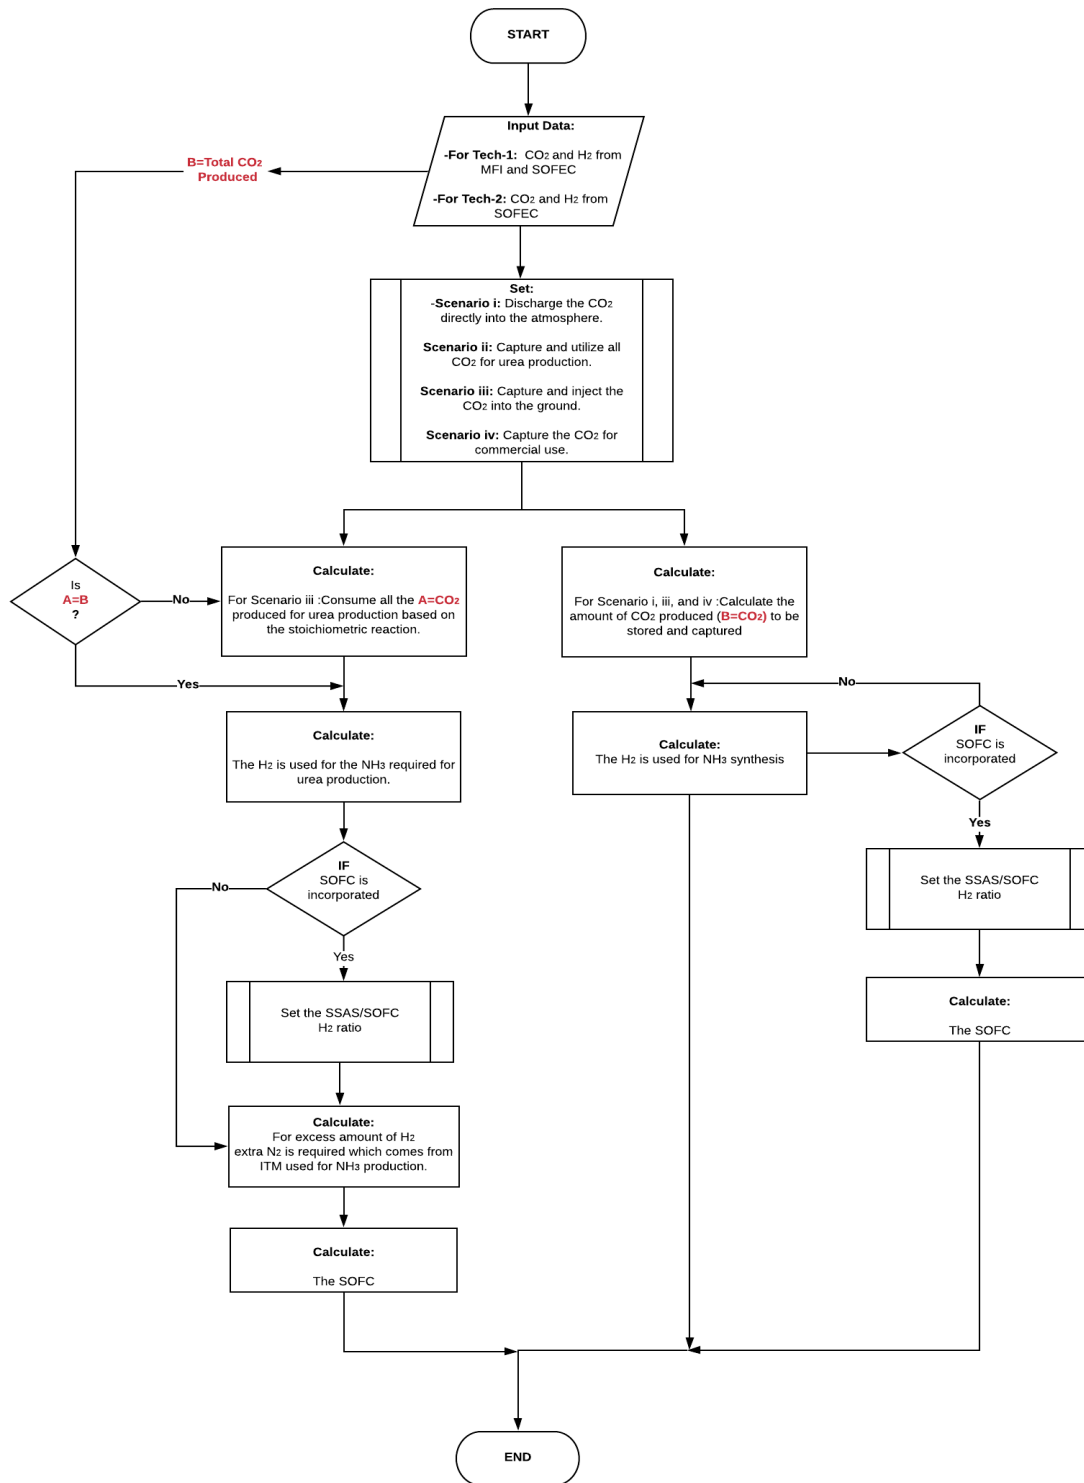 START
Input Data:
-For Tech-1: CO2 and H2 from
MFI and SOFEC
-For Tech-2: CO2 and H2 from
SOFEC
B=Total CO2
Produced
Set:
-Scenario i: Discharge the CO2
directly into the atmosphere.
Scenario ii: Capture and utilize all
CO2 for urea production.
Scenario iii: Capture and inject the
CO2 into the ground.
Scenario iv: Capture the CO2 for
commercial use.
Is
A=B
?
No
Yes
Calculate:
For Scenario iii :Consume all the A=CO2
produced for urea production based on
the stoichiometric reaction.
Calculate:
For Scenario i, iii, and iv :Calculate the
amount of CO2 produced (B=CO2) to be
stored and captured
Calculate:
The H2 is used for the NH3 required for
urea production.
Calculate:
The H2 is used for NH3 synthesis
No
IF
SOFC is
incorporated
Yes
Set the SSAS/SOFC
H2 ratio
Calculate:
The SOFC
IF
SOFC is
incorporated
No
Yes
Set the SSAS/SOFC
H2 ratio
Calculate:
For excess amount of H2
extra N2 is required which comes from
ITM used for NH3 production.
Calculate:
The SOFC
END